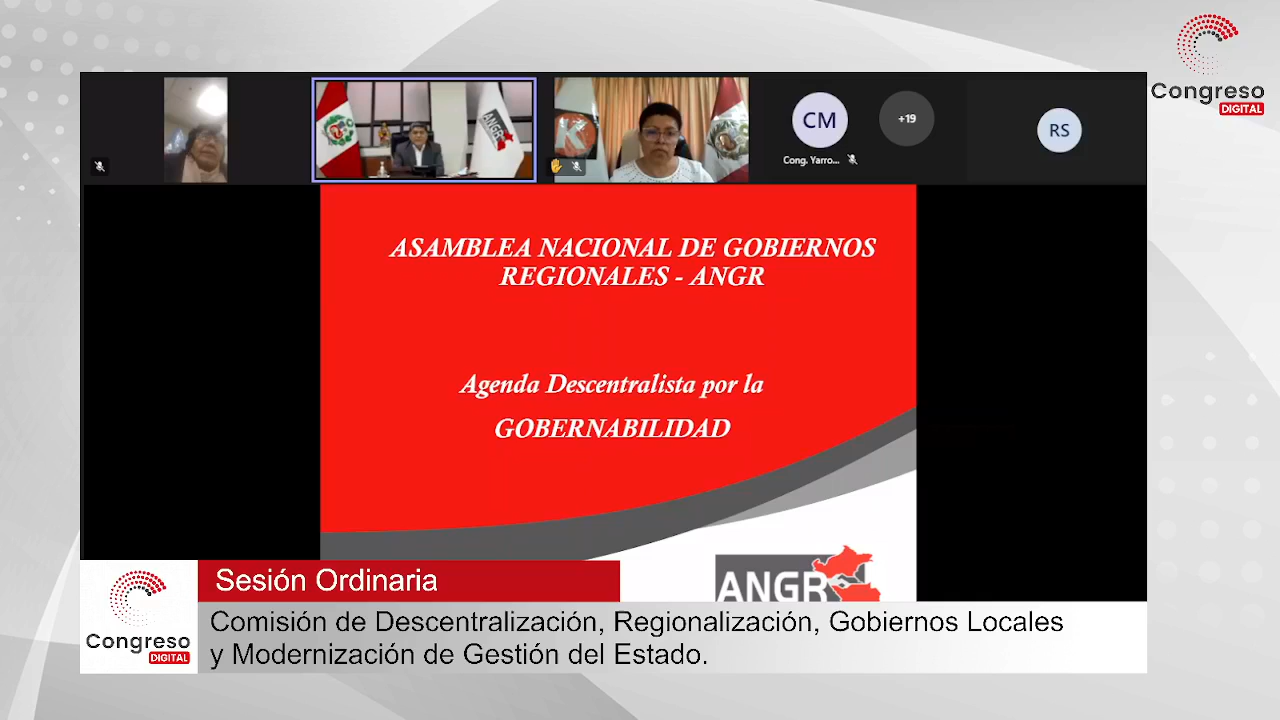 Congreso
DIGITAL
ANGR
K
CM
+19
RS
Cong. Yarro...
ASAMBLEA NACIONAL DE GOBIERNOS
REGIONALES - ANGR
Agenda Descentralista por la
GOBERNABILIDAD
ANGR
Congreso
DIGITAL
Sesión Ordinaria
Comisión de Descentralización, Regionalización, Gobiernos Locales
y Modernización de Gestión del Estado.